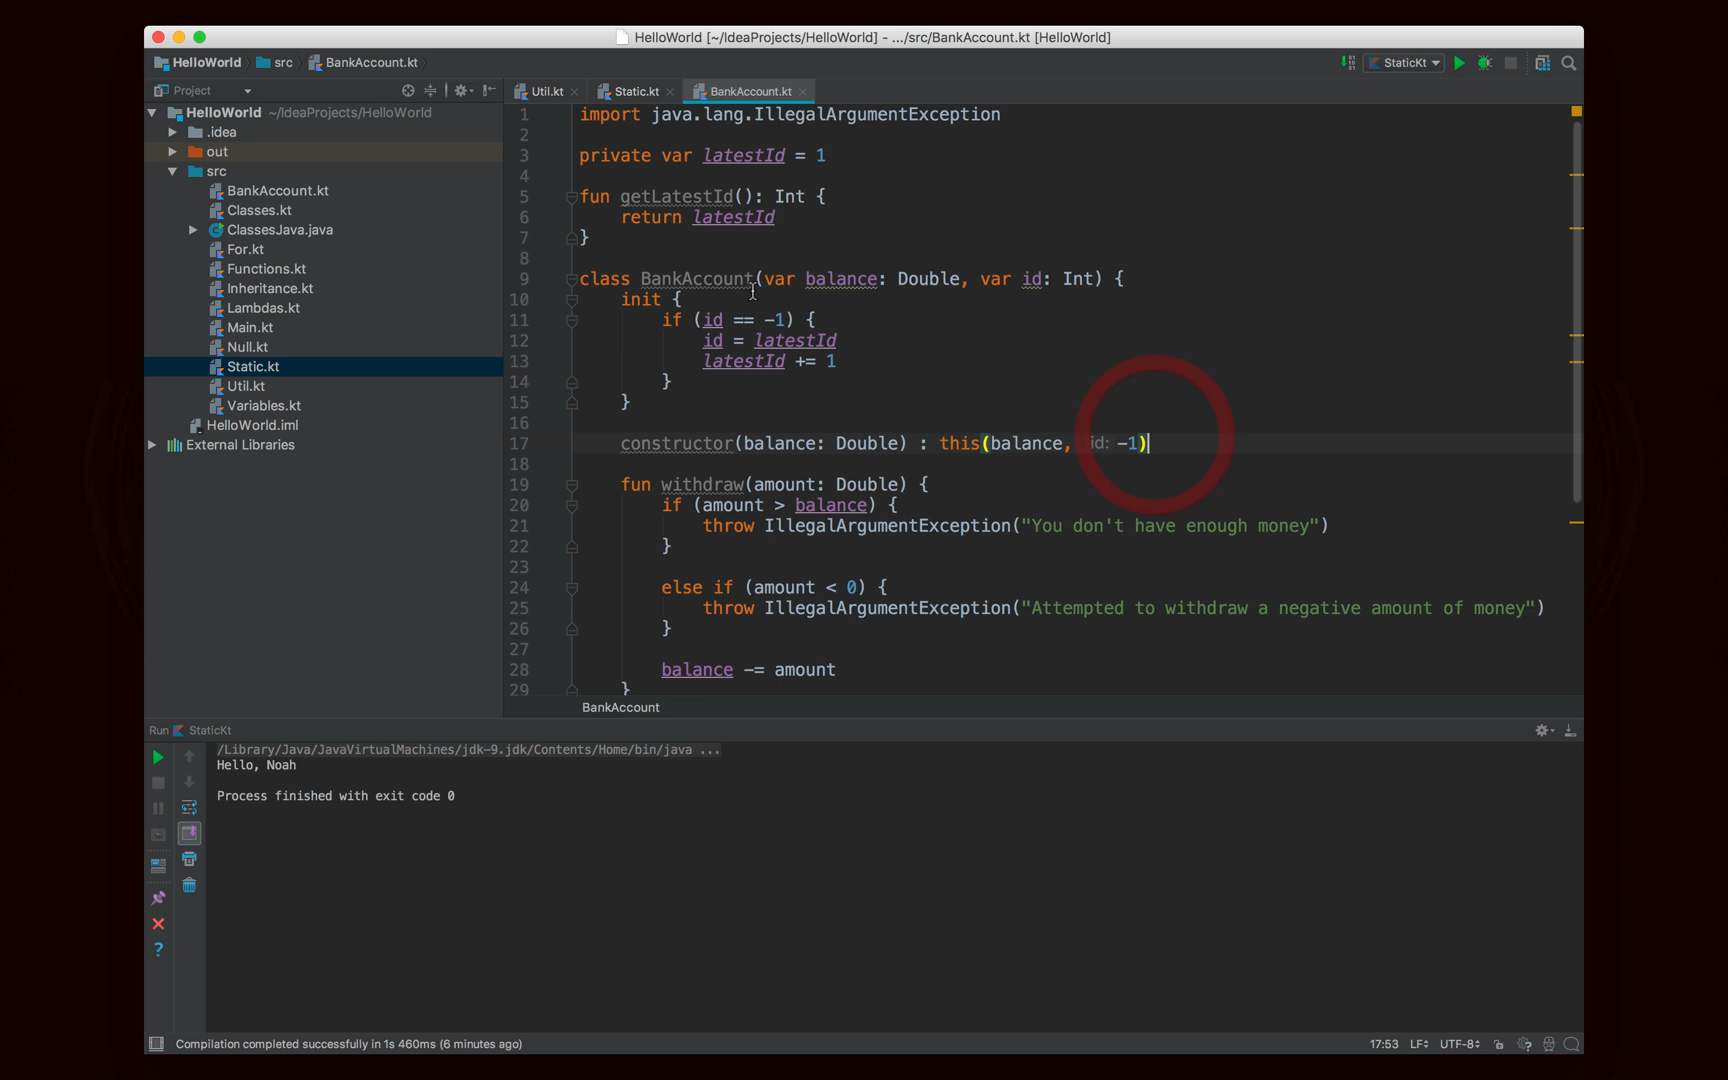 HelloWorld [~/IdeaProjects/HelloWorld] - .../src/BankAccount.kt [HelloWorld]
HelloWorld src BankAccount.kt
StaticKt
Project
Util.kt Static.kt BankAccount.kt
HelloWorld ~/IdeaProjects/HelloWorld
.idea
out
src
BankAccount.kt
Classes.kt
ClassesJava.java
For.kt
Functions.kt
Inheritance.kt
Lambdas.kt
Main.kt
Null.kt
Static.kt
Util.kt
Variables.kt
HelloWorld.iml
External Libraries
1 import java.lang.IllegalArgumentException
2
3 private var latestId = 1
4
5 fun getLatestId(): Int {
6 return latestId
7 }
8
9 class BankAccount(var balance: Double, var id: Int) {
10 init {
11 if (id == -1) {
12 id = latestId
13 latestId += 1
14 }
15 }
16
17 constructor(balance: Double) : this(balance, id: -1)
18
19 fun withdraw(amount: Double) {
20 if (amount > balance) {
21 throw IllegalArgumentException("You don't have enough money")
22 }
23
24 else if (amount < 0) {
25 throw IllegalArgumentException("Attempted to withdraw a negative amount of money")
26 }
27
28 balance -= amount
29 }
BankAccount
Run StaticKt
/Library/Java/JavaVirtualMachines/jdk-9.jdk/Contents/Home/bin/java ...
Hello, Noah
Process finished with exit code 0
Compilation completed successfully in 1s 460ms (6 minutes ago)
17:53 LF UTF-8